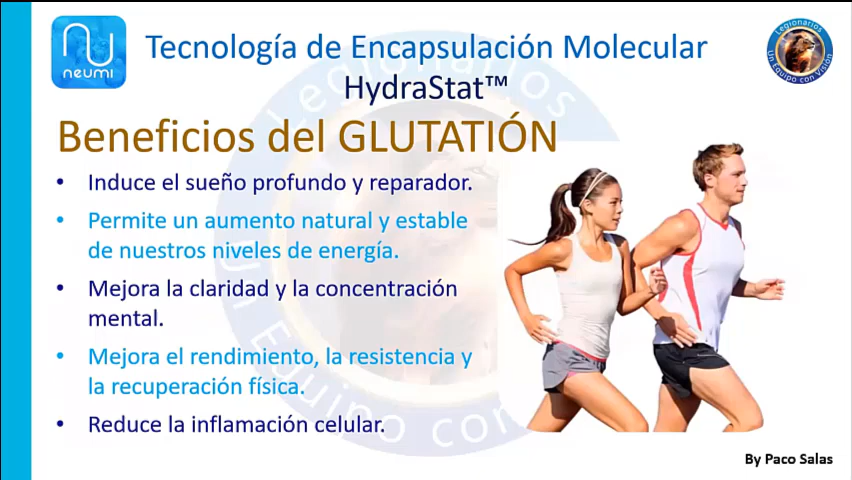 neumi
Tecnología de Encapsulación Molecular
HydraStat™
Legionarios
Un Equipo con Visión
Beneficios del GLUTATIÓN
• Induce el sueño profundo y reparador.
• Permite un aumento natural y estable
de nuestros niveles de energía.
• Mejora la claridad y la concentración
mental.
• Mejora el rendimiento, la resistencia y
la recuperación física.
• Reduce la inflamación celular.
By Paco Salas